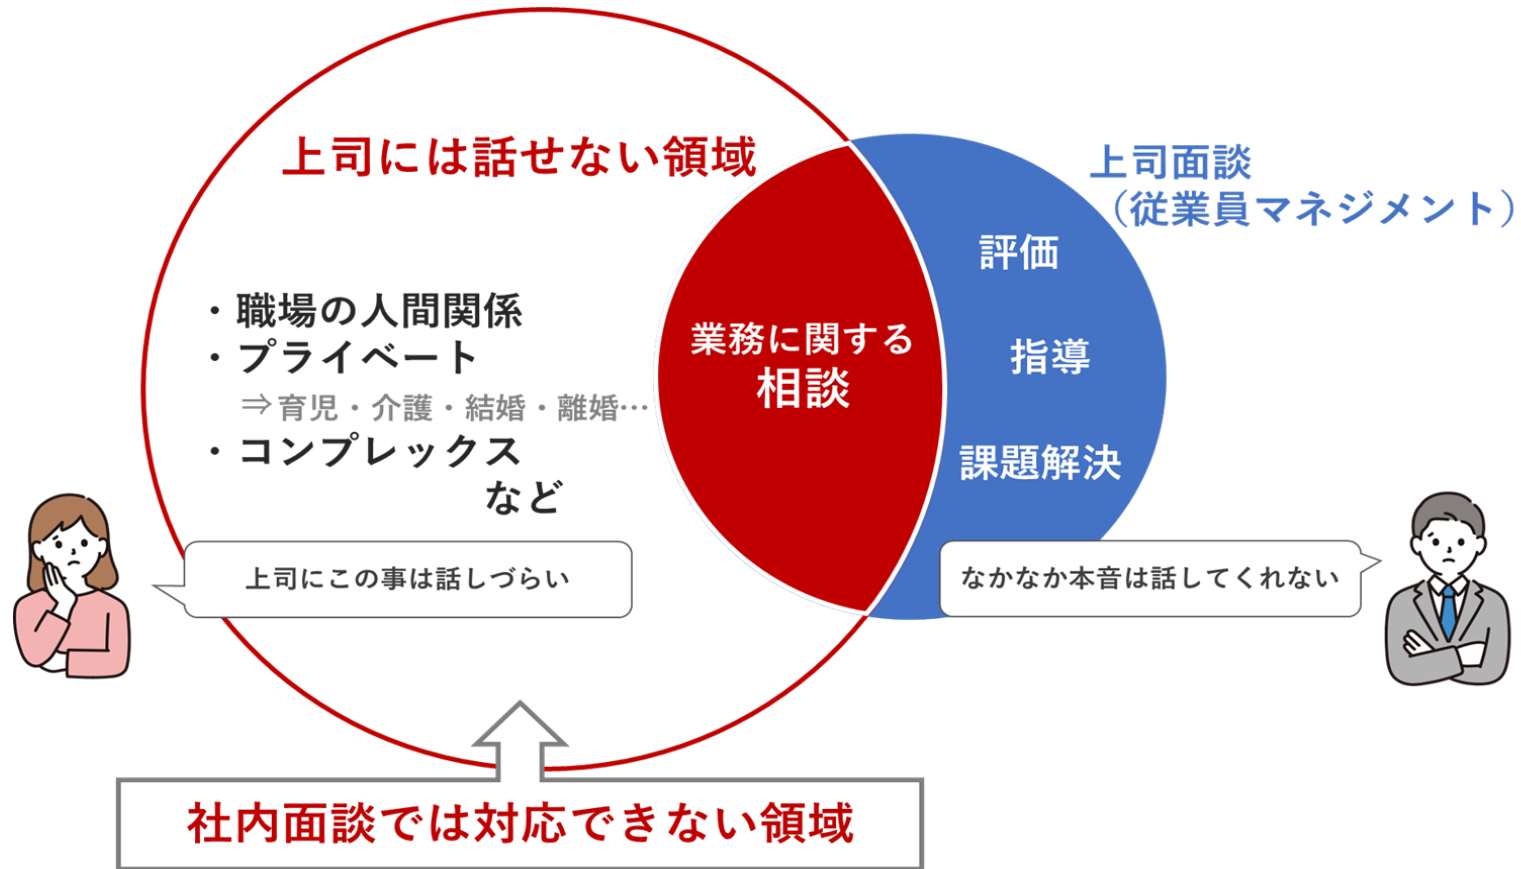 上司には話せない領域
・職場の人間関係
・プライベート
⇒育児・介護・結婚・離婚…
・コンプレックス
など
上司にこの事は話しづらい
業務に関する
相談
上司面談
（従業員マネジメント）
評価
指導
課題解決
なかなか本音は話してくれない
社内面談では対応できない領域